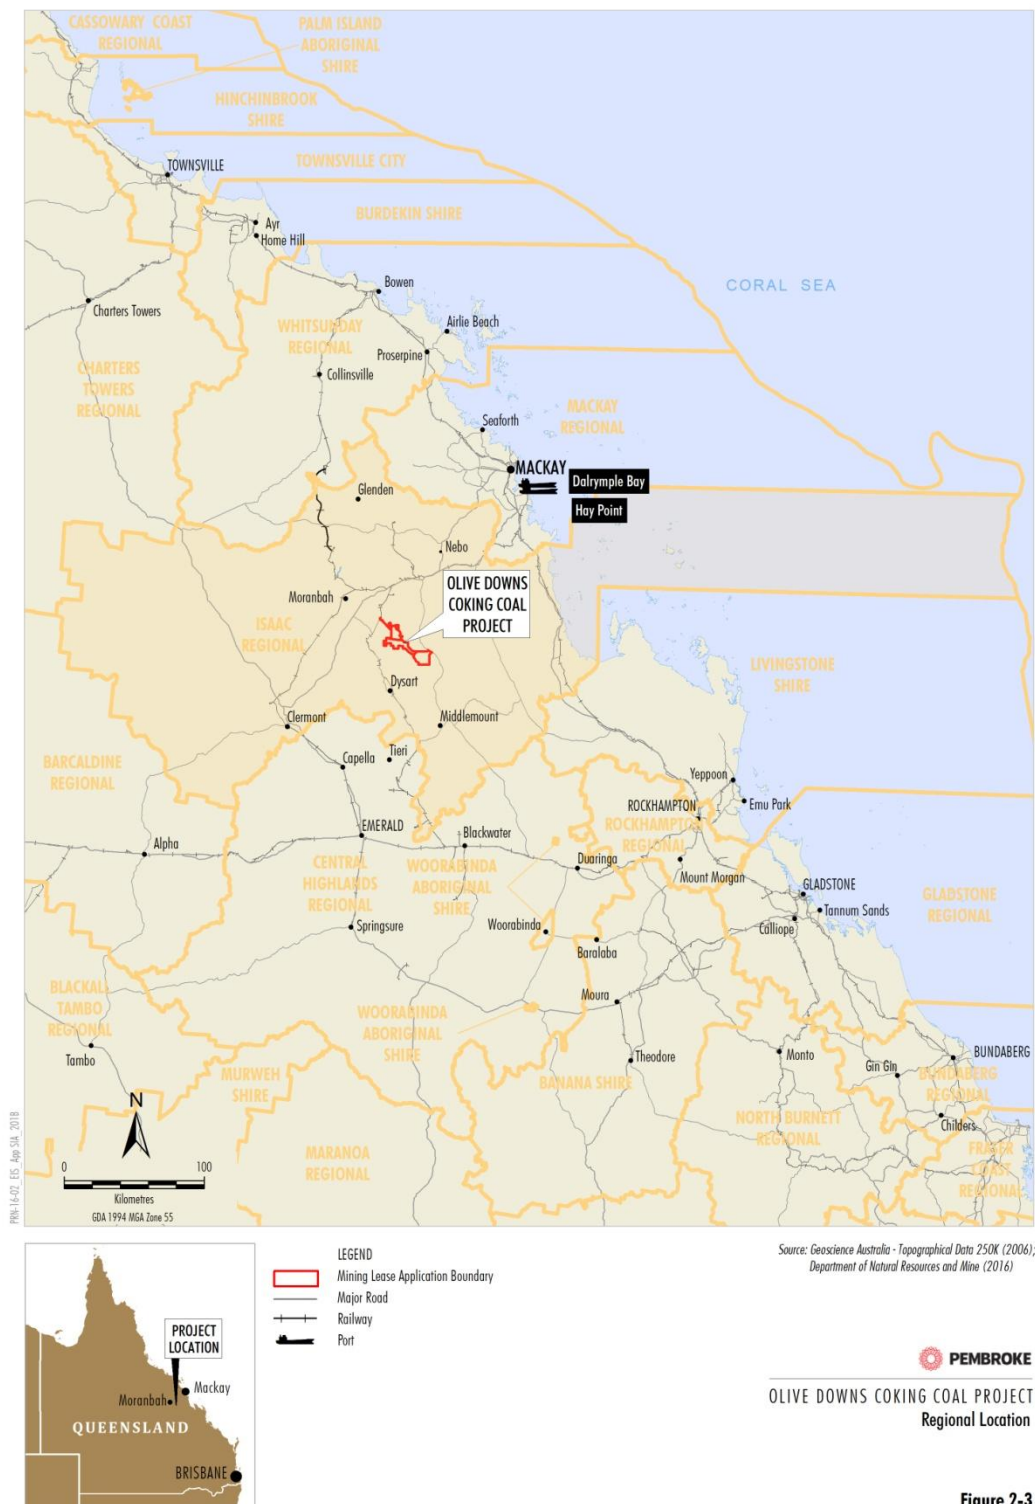 CASSOWARY COAST
REGIONAL
PALM ISLAND
ABORIGINAL
SHIRE
HINCHINBROOK
SHIRE
TOWNSVILLE
TOWNSVILLE CITY
BURDEKIN SHIRE
Ayr
Home Hill
CORAL SEA
Bowen
Charters Towers
Airlie Beach
WHITSUNDAY
REGIONAL
Proserpine
CHARTERS
TOWERS
REGIONAL
Collinsville
MACKAY
REGIONAL
Seaforth
MACKAY
Dalrymple Bay
Hay Point
Glenden
Nebo
OLIVE DOWNS
COKING COAL
PROJECT
Moranbah
ISAAC
REGIONAL
LIVINGSTONE
SHIRE
Dysart
Clermont
Middlemount
BARCALDINE
REGIONAL
Capella
Tieri
Yeppoon
ROCKHAMPTON
Emu Park
ROCKHAMPTON
REGIONAL
EMERALD
Blackwater
Alpha
CENTRAL
HIGHLANDS
REGIONAL
WOORABINDA
ABORIGINAL
SHIRE
Duaringa
Mount Morgan
GLADSTONE
GLADSTONE
REGIONAL
Tannum Sands
Calliope
Springsure
Woorabinda
Baralaba
BLACKALL
TAMBO
REGIONAL
Moura
WOORABINDA
ABORIGINAL
SHIRE
Tambo
Theodore
Monto
BUNDABERG
Gin Gin
BUNDABERG
REGIONAL
MURWEH
SHIRE
BANANA SHIRE
NORTH BURNETT
REGIONAL
Childers
FRASER
COAST
REGIONAL
MARANOA
REGIONAL
N
0 100
Kilometres
GDA 1994 MGA Zone 55
PRN-16-02_EIS_App SIA_201B
LEGEND
Mining Lease Application Boundary
Major Road
Railway
Port
Source: Geoscience Australia - Topographical Data 250K (2006);
Department of Natural Resources and Mine (2016)
PROJECT
LOCATION
Mackay
Moranbah
QUEENSLAND
BRISBANE
PEMBROKE
OLIVE DOWNS COKING COAL PROJECT
Regional Location
Figure 2-3